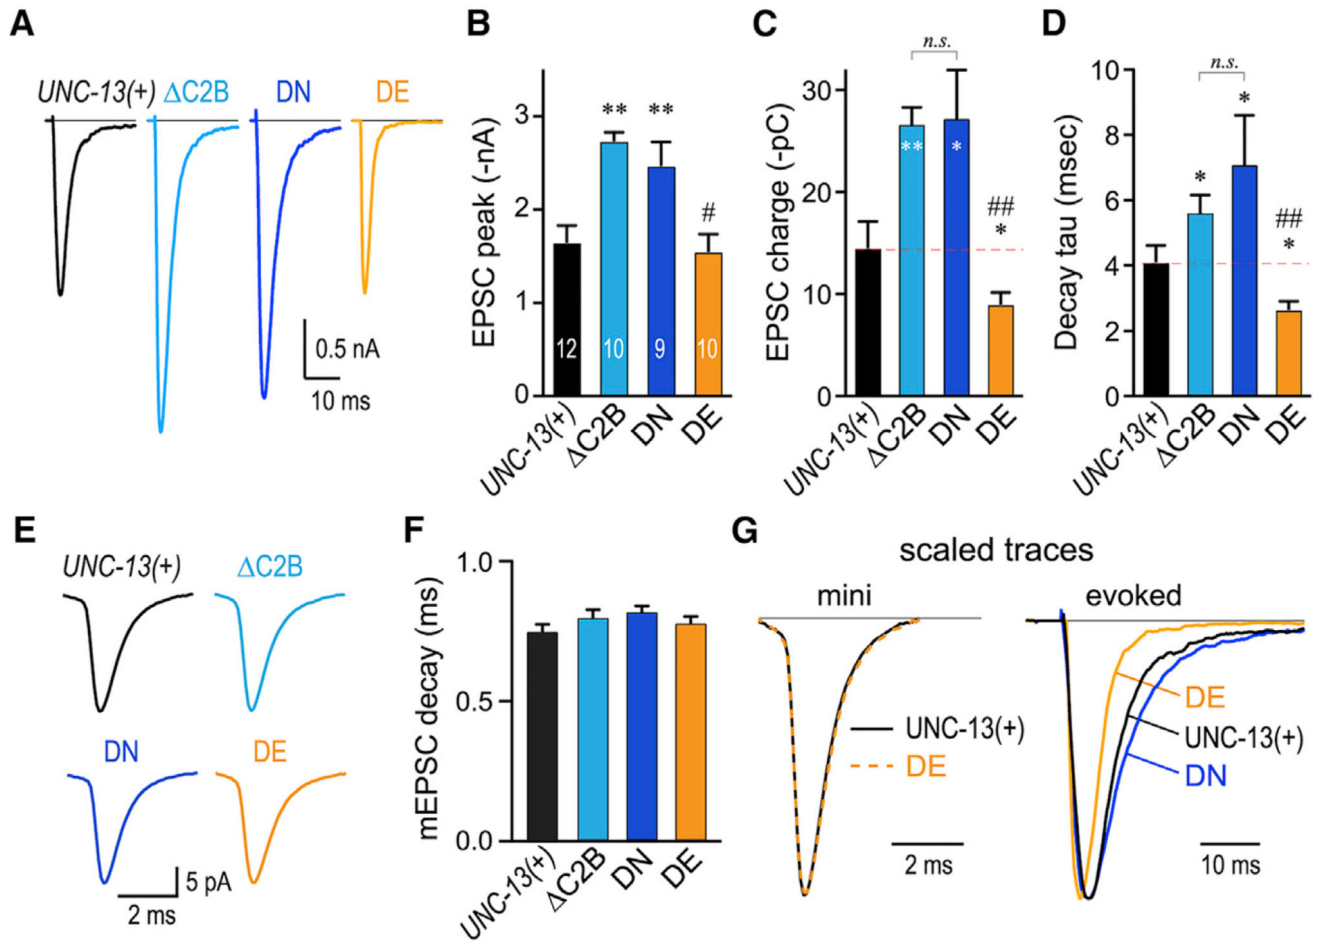 A
UNC-13(+) ΔC2B DN DE
0.5 nA
10 ms
B
EPSC peak (-nA)
3
2
1
0
** ** #
12 10 9 10
UNC-13(+) ΔC2B DN DE
C
EPSC charge (-pC)
30
20
10
0
n.s.
** * ##
*
UNC-13(+) ΔC2B DN DE
D
Decay tau (msec)
10
8
6
4
2
0
n.s.
* * ##
*
UNC-13(+) ΔC2B DN DE
E
UNC-13(+) ΔC2B
DN DE
5 pA
2 ms
F
mEPSC decay (ms)
1.0
0.5
0.0
UNC-13(+) ΔC2B DN DE
G
scaled traces
mini evoked
UNC-13(+)
DE
2 ms
DE
UNC-13(+)
DN
10 ms